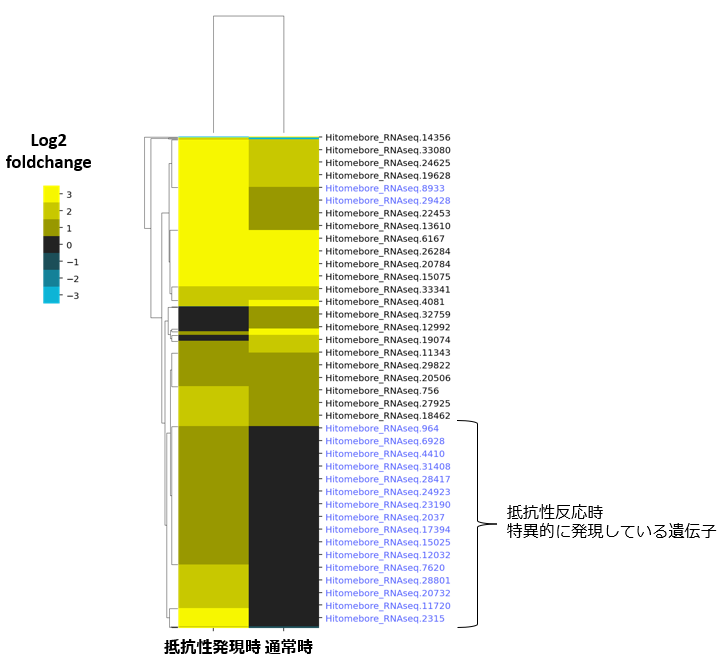 Log2
foldchange
3
2
1
0
−1
−2
−3
Hitomebore_RNAseq.14356
Hitomebore_RNAseq.33080
Hitomebore_RNAseq.24625
Hitomebore_RNAseq.19628
Hitomebore_RNAseq.8933
Hitomebore_RNAseq.29428
Hitomebore_RNAseq.22453
Hitomebore_RNAseq.13610
Hitomebore_RNAseq.6167
Hitomebore_RNAseq.26284
Hitomebore_RNAseq.20784
Hitomebore_RNAseq.15075
Hitomebore_RNAseq.33341
Hitomebore_RNAseq.4081
Hitomebore_RNAseq.32759
Hitomebore_RNAseq.12992
Hitomebore_RNAseq.19074
Hitomebore_RNAseq.11343
Hitomebore_RNAseq.29822
Hitomebore_RNAseq.20506
Hitomebore_RNAseq.756
Hitomebore_RNAseq.27925
Hitomebore_RNAseq.18462
Hitomebore_RNAseq.964
Hitomebore_RNAseq.6928
Hitomebore_RNAseq.4410
Hitomebore_RNAseq.31408
Hitomebore_RNAseq.28417
Hitomebore_RNAseq.24923
Hitomebore_RNAseq.23190
Hitomebore_RNAseq.2037
Hitomebore_RNAseq.17394
Hitomebore_RNAseq.15025
Hitomebore_RNAseq.12032
Hitomebore_RNAseq.7620
Hitomebore_RNAseq.28801
Hitomebore_RNAseq.20732
Hitomebore_RNAseq.11720
Hitomebore_RNAseq.2315
抵抗性反応時
特異的に発現している遺伝子
抵抗性発現時 通常時